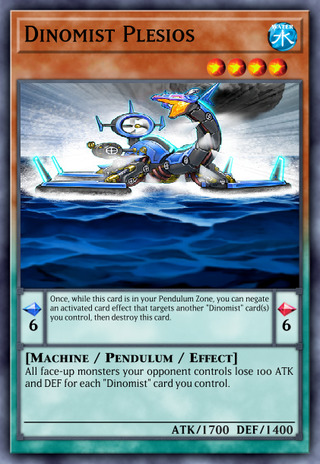 Dinomist Plesios
WATER
水
Once, while this card is in your Pendulum Zone, you can negate
an activated card effect that targets another "Dinomist" card(s)
you control, then destroy this card.
6
6
[Machine / Pendulum / Effect]
All face-up monsters your opponent controls lose 100 ATK
and DEF for each "Dinomist" card you control.
ATK/1700 DEF/1400